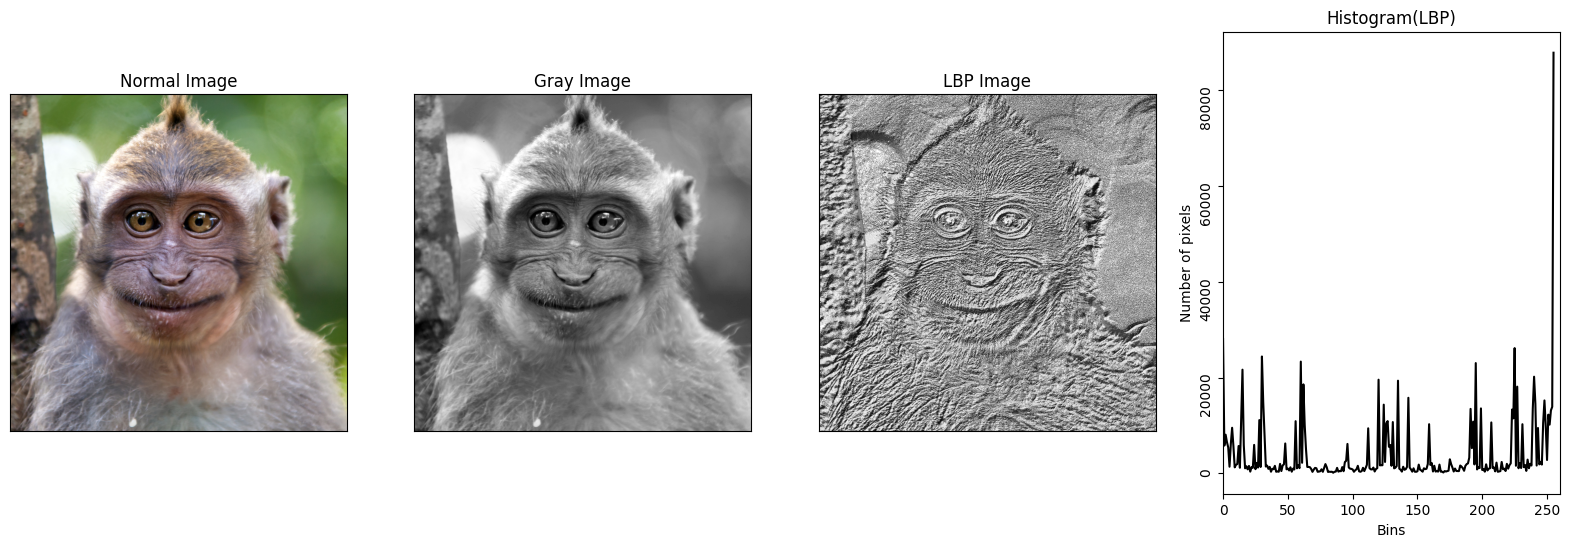 Normal Image
Gray Image
LBP Image
Histogram(LBP)
Number of pixels
80000
60000
40000
20000
0
0 50 100 150 200 250
Bins